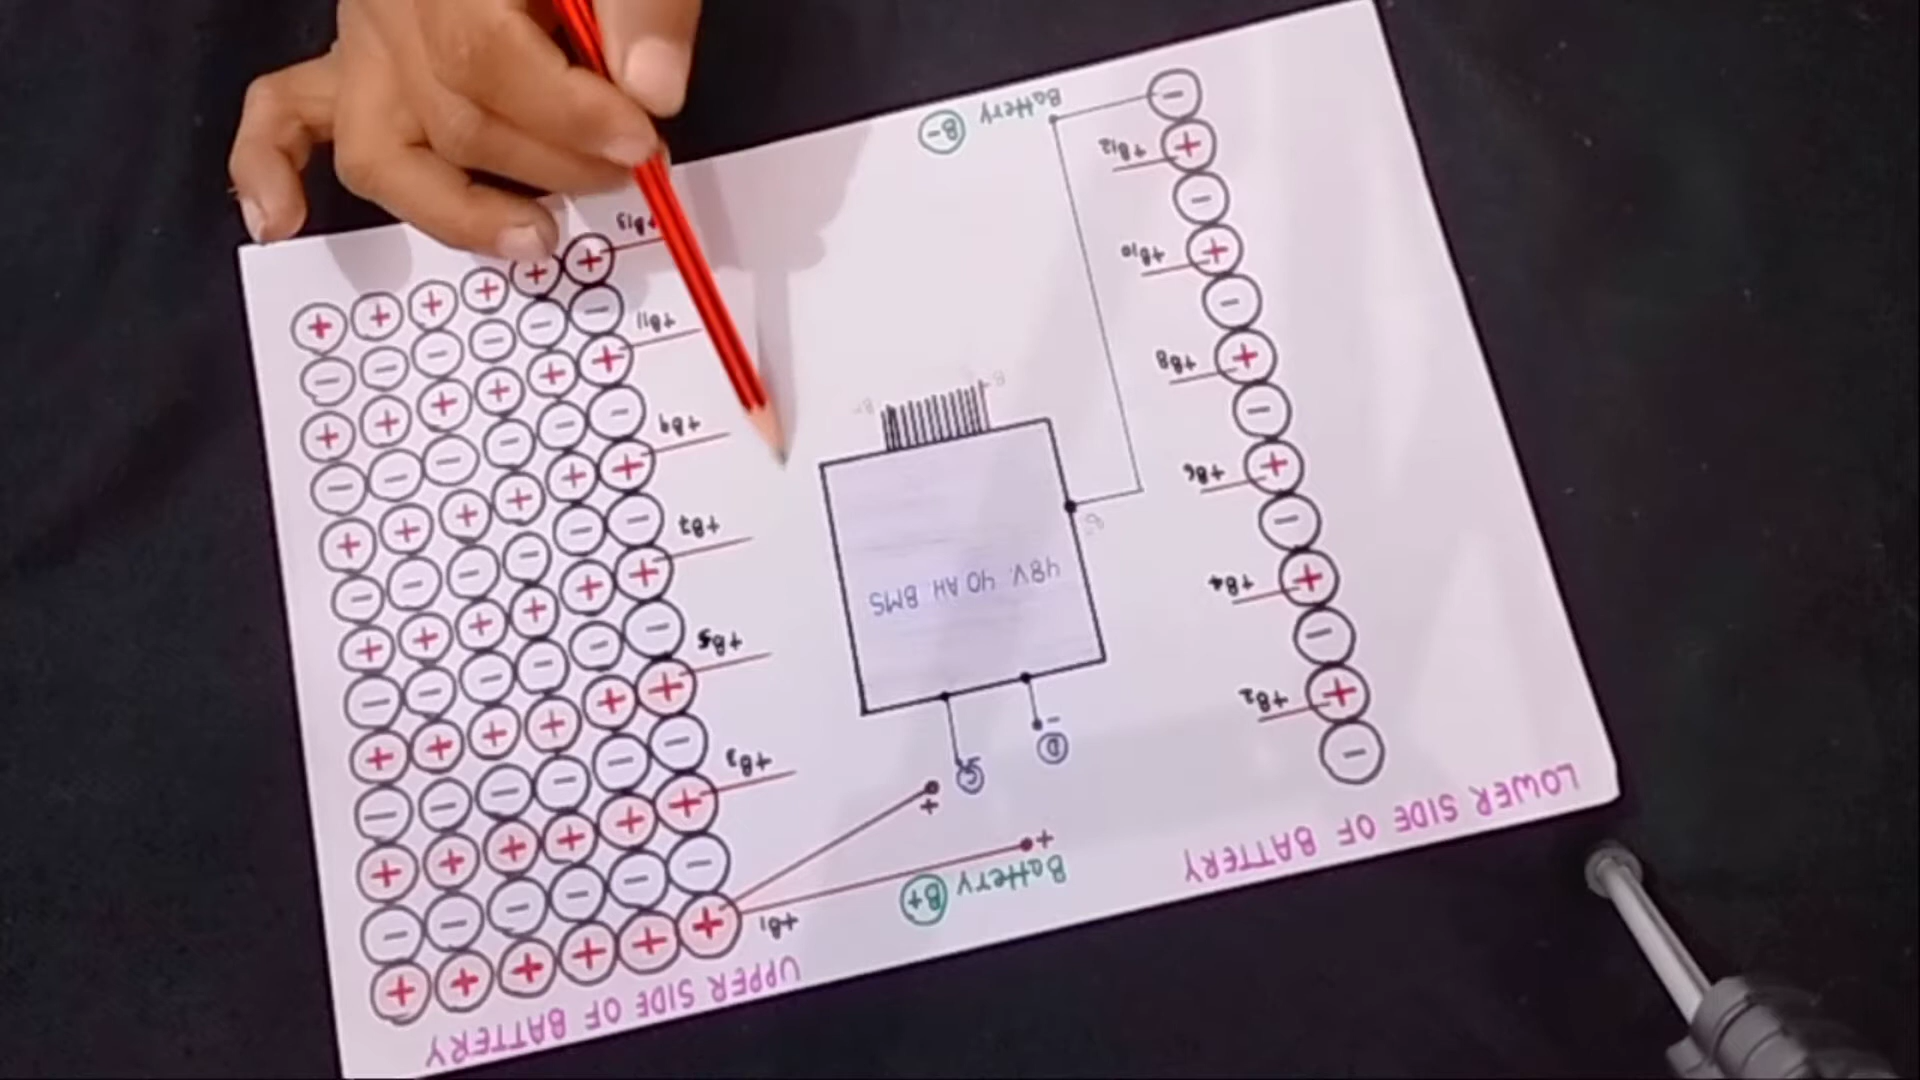 UPPER SIDE OF BATTERY
LOWER SIDE OF BATTERY
+B1
Battery B+
+
+
+B3
C
D
-
+B2
+B5
48V. 40 AH BMS
+B4
+B7
B-
+B6
+B9
B+
B-
+B8
+B11
+B10
+B13
Battery B-
+B12